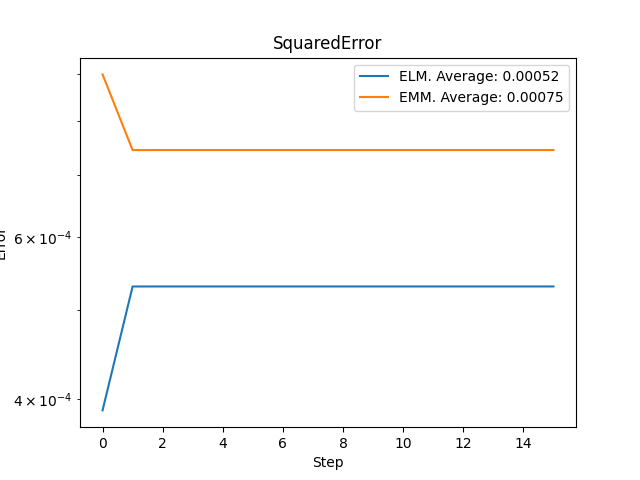 SquaredError
ELM. Average: 0.00052
EMM. Average: 0.00075
Error
6 × 10⁻⁴
4 × 10⁻⁴
0 2 4 6 8 10 12 14
Step